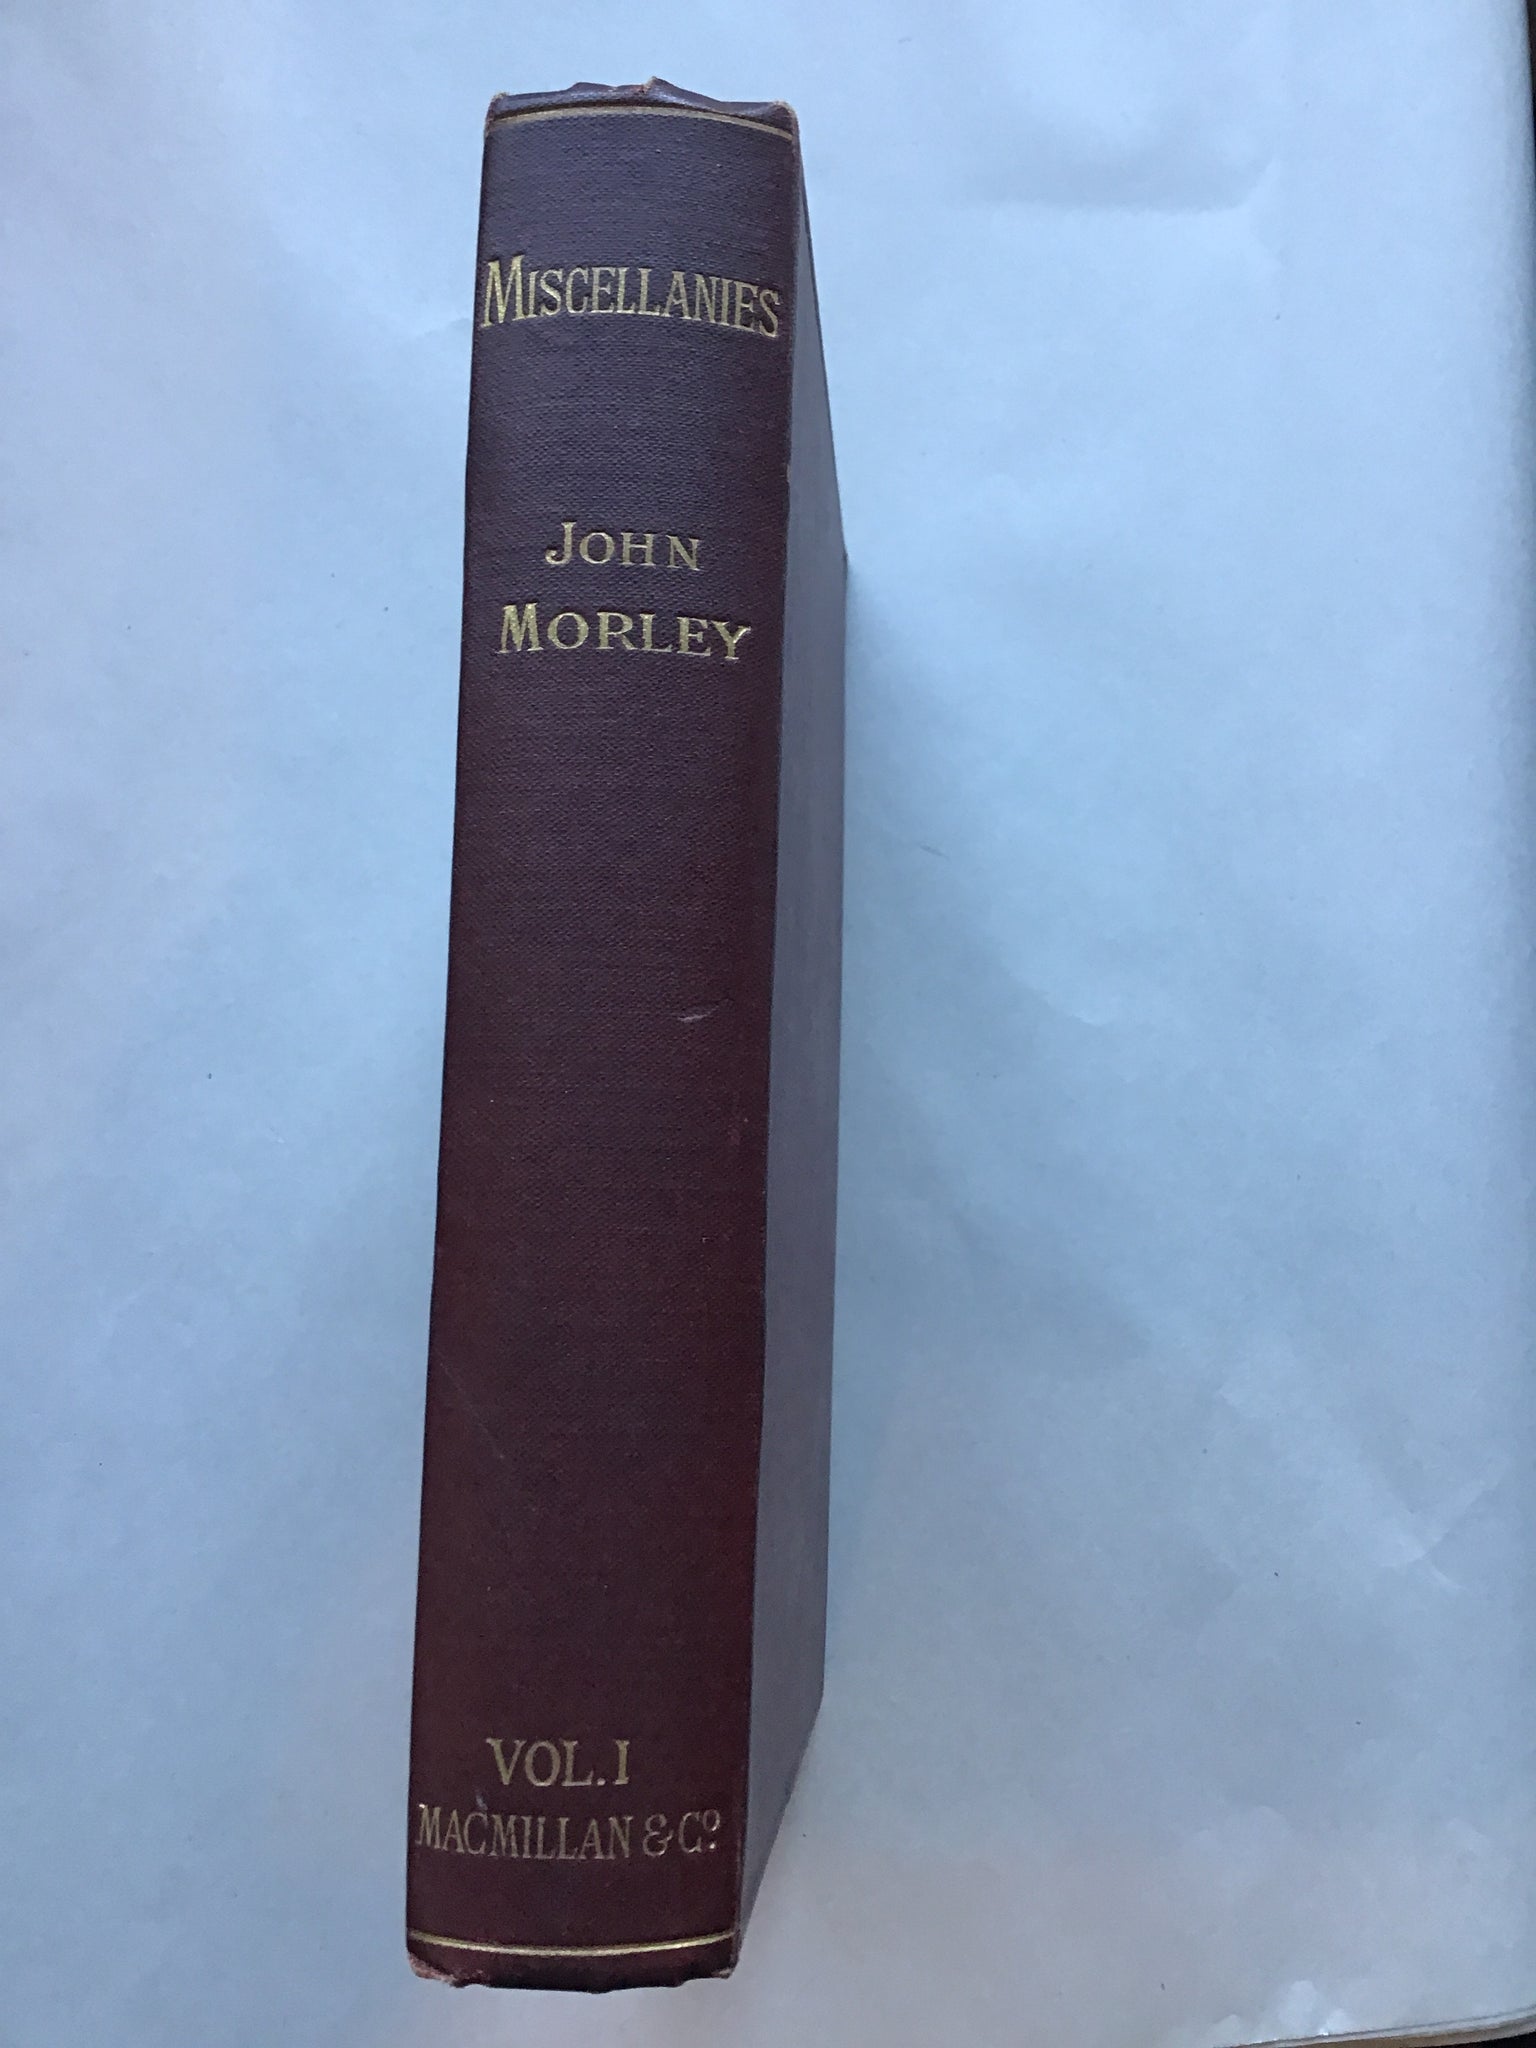 MISCELLANIES
JOHN
MORLEY
VOL. I
MACMILLAN & Cº.